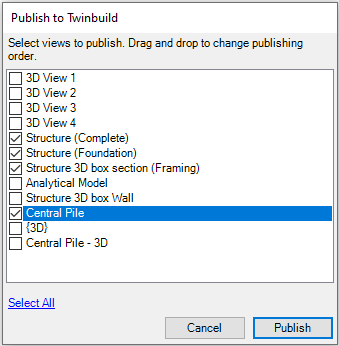 Publish to Twinbuild
Select views to publish. Drag and drop to change publishing
order.
3D View 1
3D View 2
3D View 3
3D View 4
Structure (Complete)
Structure (Foundation)
Structure 3D box section (Framing)
Analytical Model
Structure 3D box Wall
Central Pile
{3D}
Central Pile - 3D
Select All
Cancel
Publish